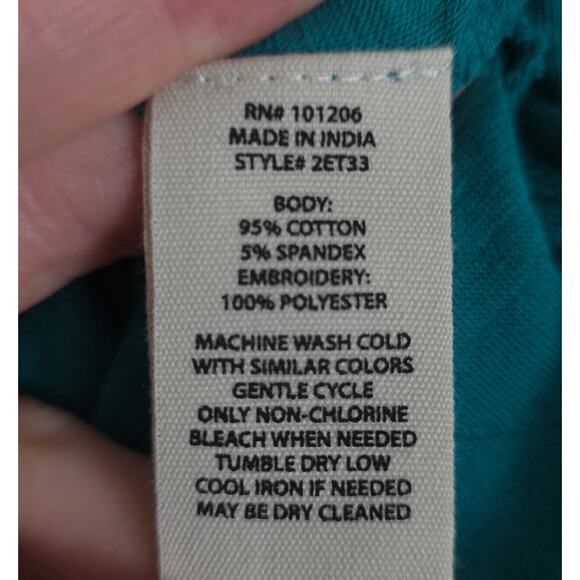 RN# 101206
MADE IN INDIA
STYLE# 2ET33
BODY:
95% COTTON
5% SPANDEX
EMBROIDERY:
100% POLYESTER
MACHINE WASH COLD
WITH SIMILAR COLORS
GENTLE CYCLE
ONLY NON-CHLORINE
BLEACH WHEN NEEDED
TUMBLE DRY LOW
COOL IRON IF NEEDED
MAY BE DRY CLEANED